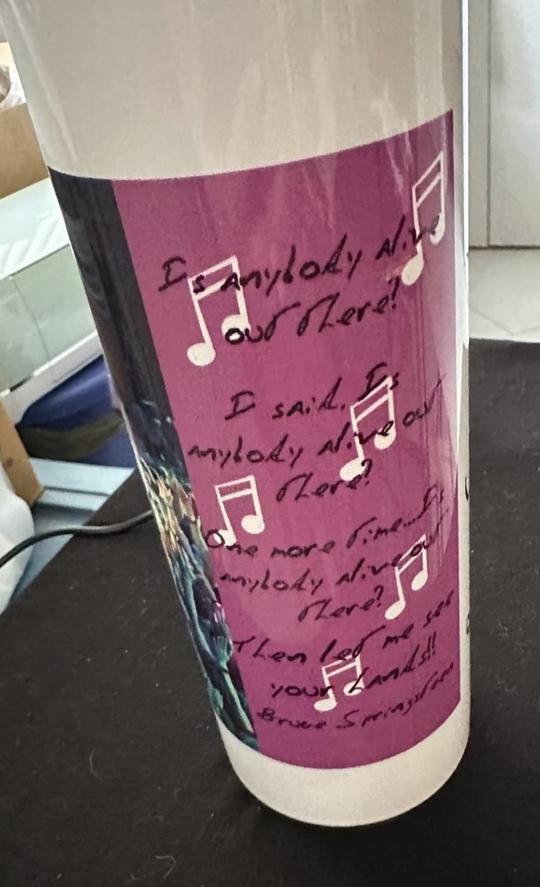 Is anybody alive
out there?
I said, Is
anybody alive out
there?
One more time...Is
anybody alive out
there?
Then let me see
your hands!!
Bruce Springsteen